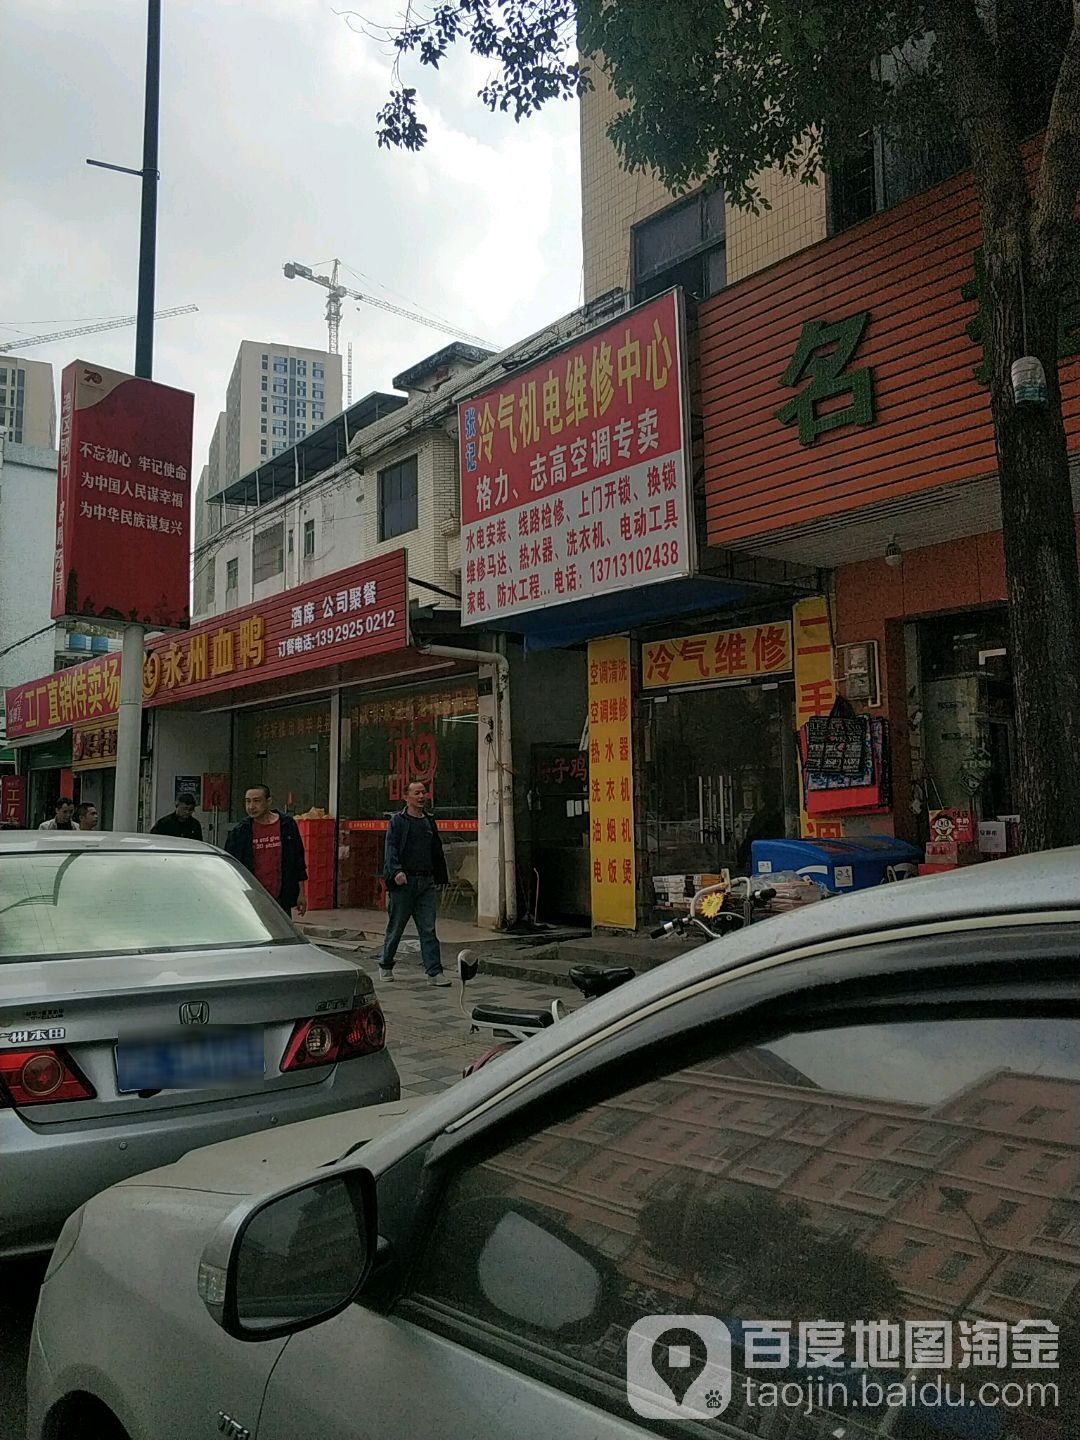 不忘初心 牢记使命
为中国人民谋幸福
为中华民族谋复兴
工厂直销特卖场
永州血鸭
酒席 公司聚餐
订餐电话:139 2925 0212
张记
冷气机电维修中心
格力、志高空调专卖
水电安装、线路检修、上门开锁、换锁
维修马达、热水器、洗衣机、电动工具
家电、防水工程...电话:13713102438
名
冷气维修
空调清洗
空调维修
热水器
洗衣机
油烟机
电饭煲
二手
调
子鸡
广州本田
百度地图淘金
taojin.baidu.com